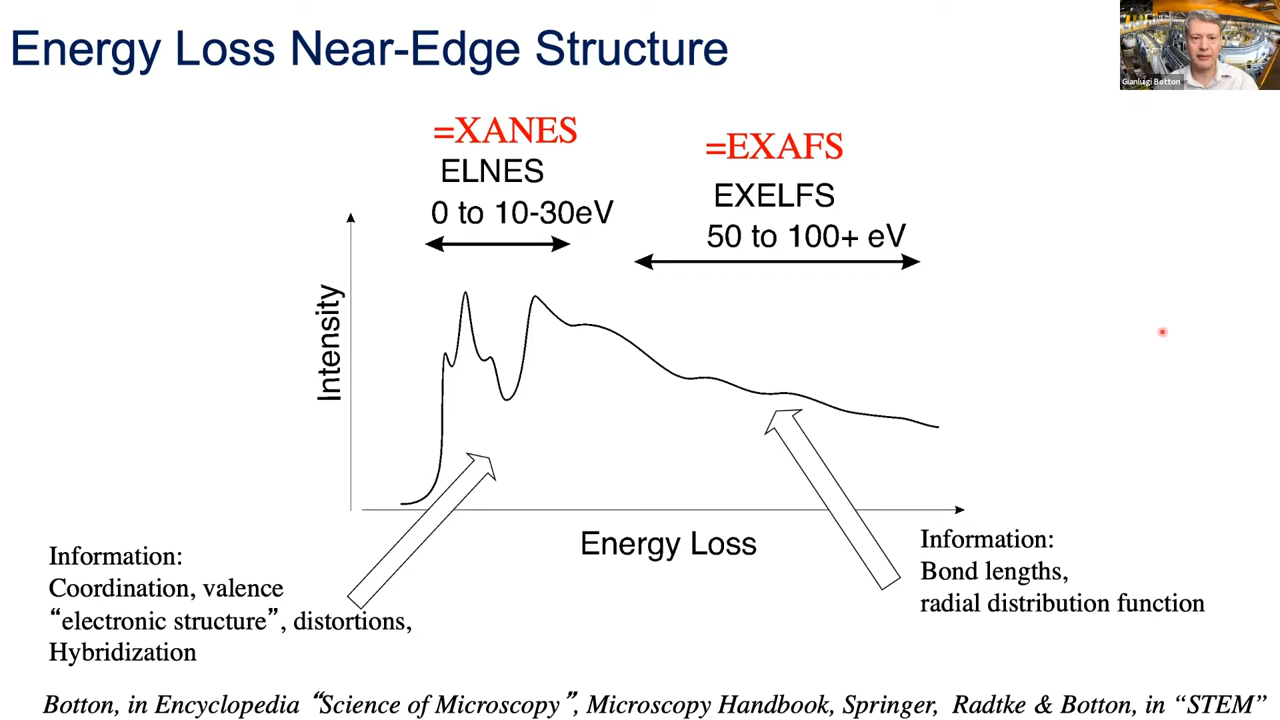 Energy Loss Near-Edge Structure
Gianluigi Botton
=XANES
ELNES
0 to 10-30eV
=EXAFS
EXELFS
50 to 100+ eV
Intensity
Energy Loss
Information:
Coordination, valence
“electronic structure”, distortions,
Hybridization
Information:
Bond lengths,
radial distribution function
Botton, in Encyclopedia “Science of Microscopy”, Microscopy Handbook, Springer, Radtke & Botton, in “STEM”